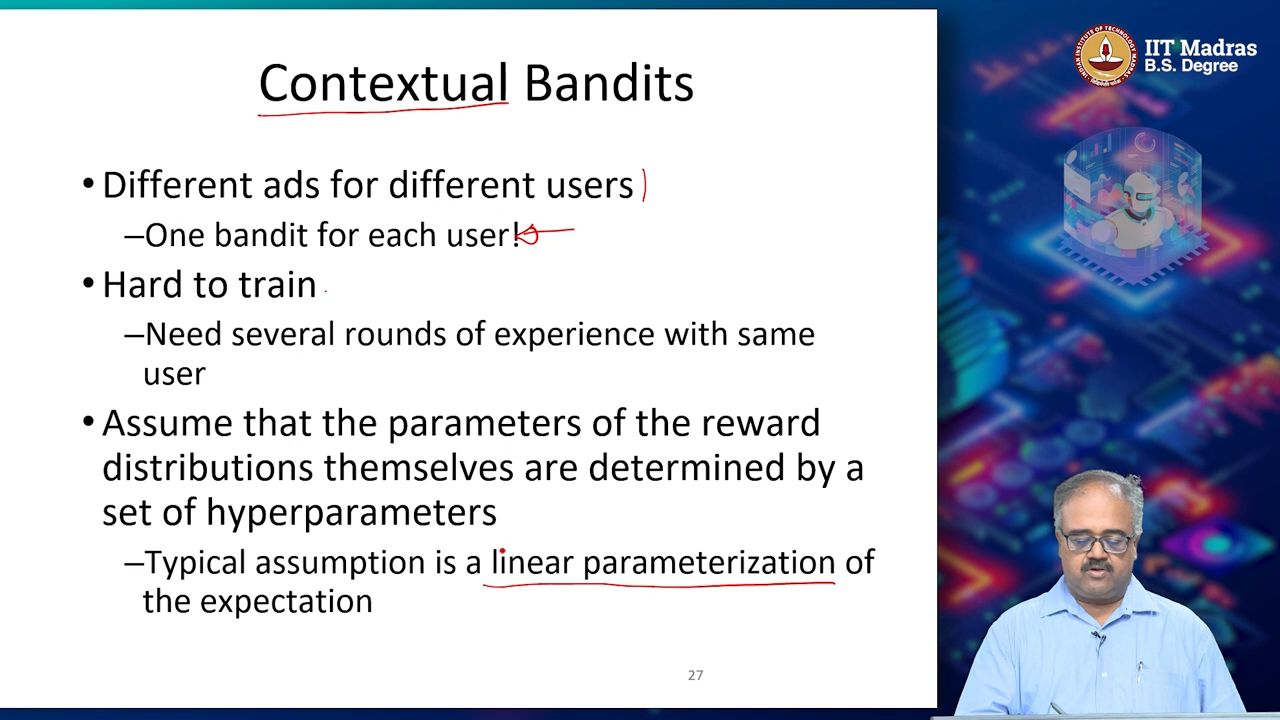 Contextual Bandits
• Different ads for different users
–One bandit for each user!
• Hard to train
–Need several rounds of experience with same
user
• Assume that the parameters of the reward
distributions themselves are determined by a
set of hyperparameters
–Typical assumption is a linear parameterization of
the expectation
27
IIT Madras
B.S. Degree